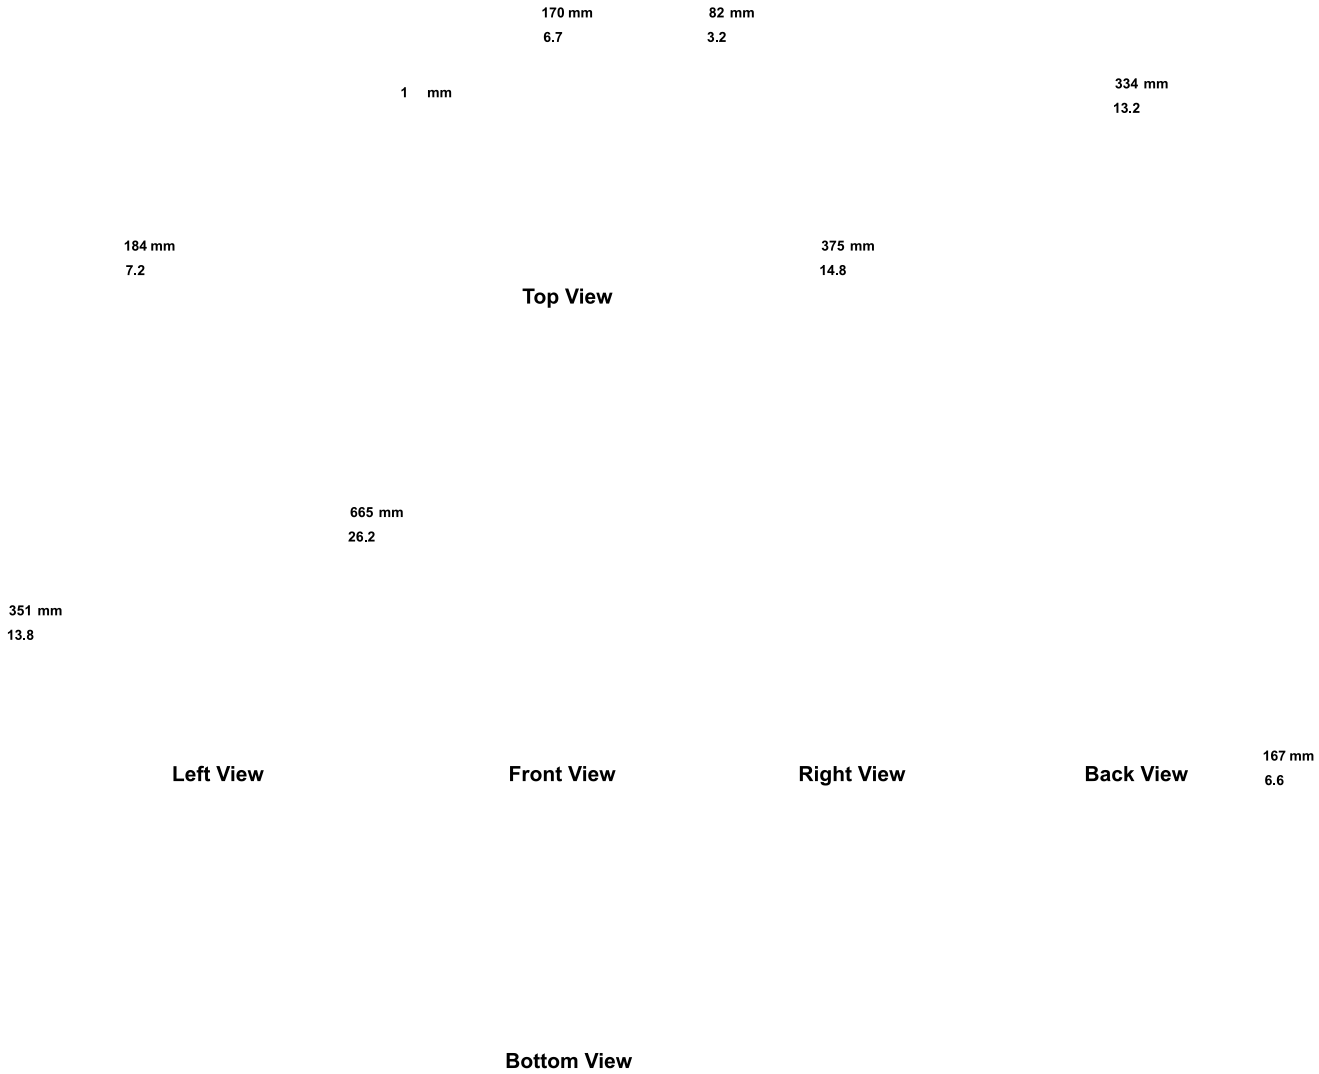 170 mm
6.7
82 mm
3.2
1 mm
334 mm
13.2
184 mm
7.2
375 mm
14.8
Top View
665 mm
26.2
351 mm
13.8
Left View
Front View
Right View
Back View
167 mm
6.6
Bottom View